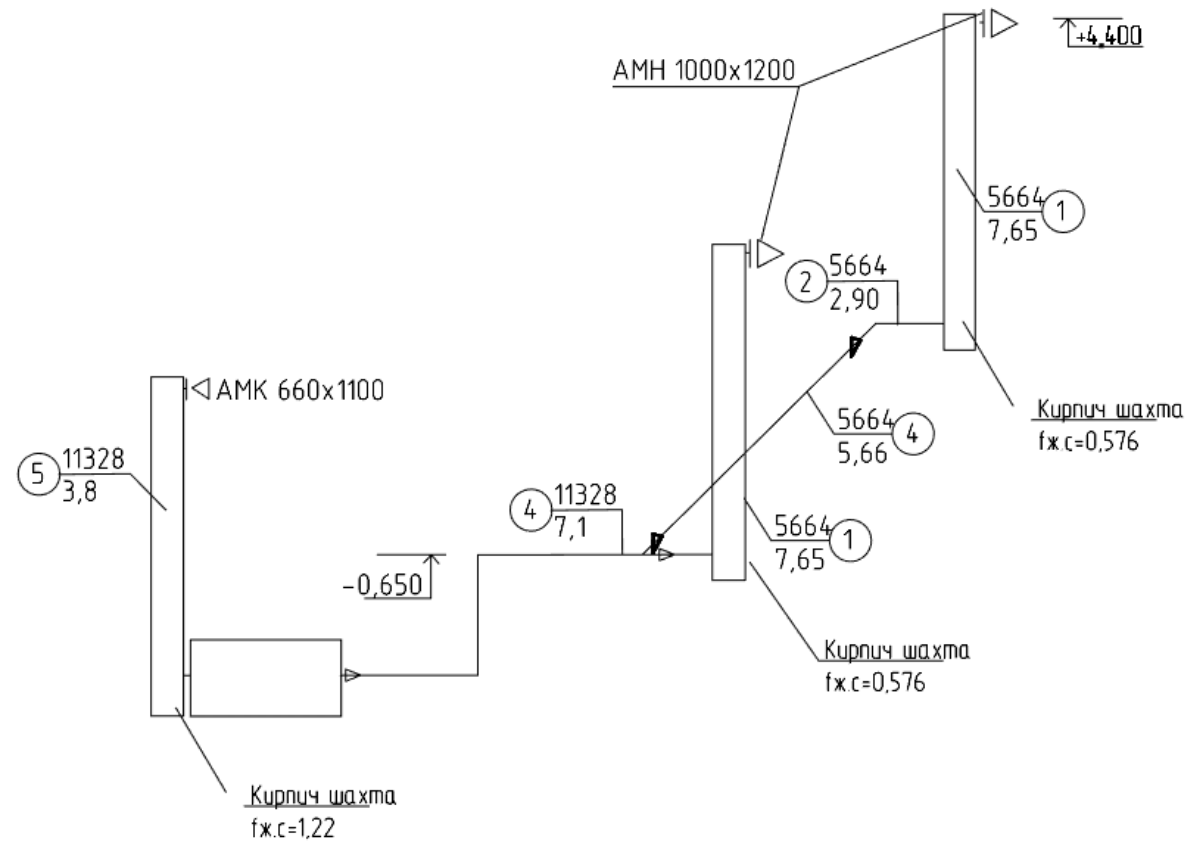 +4.400
АМН 1000х1200
5664
7,65
1
2
5664
2,90
АМК 660х1100
Кирпич шахта
fж.с=0,576
5664
5,66
4
5
11328
3,8
4
11328
7,1
5664
7,65
1
-0,650
Кирпич шахта
fж.с=0,576
Кирпич шахта
fж.с=1,22